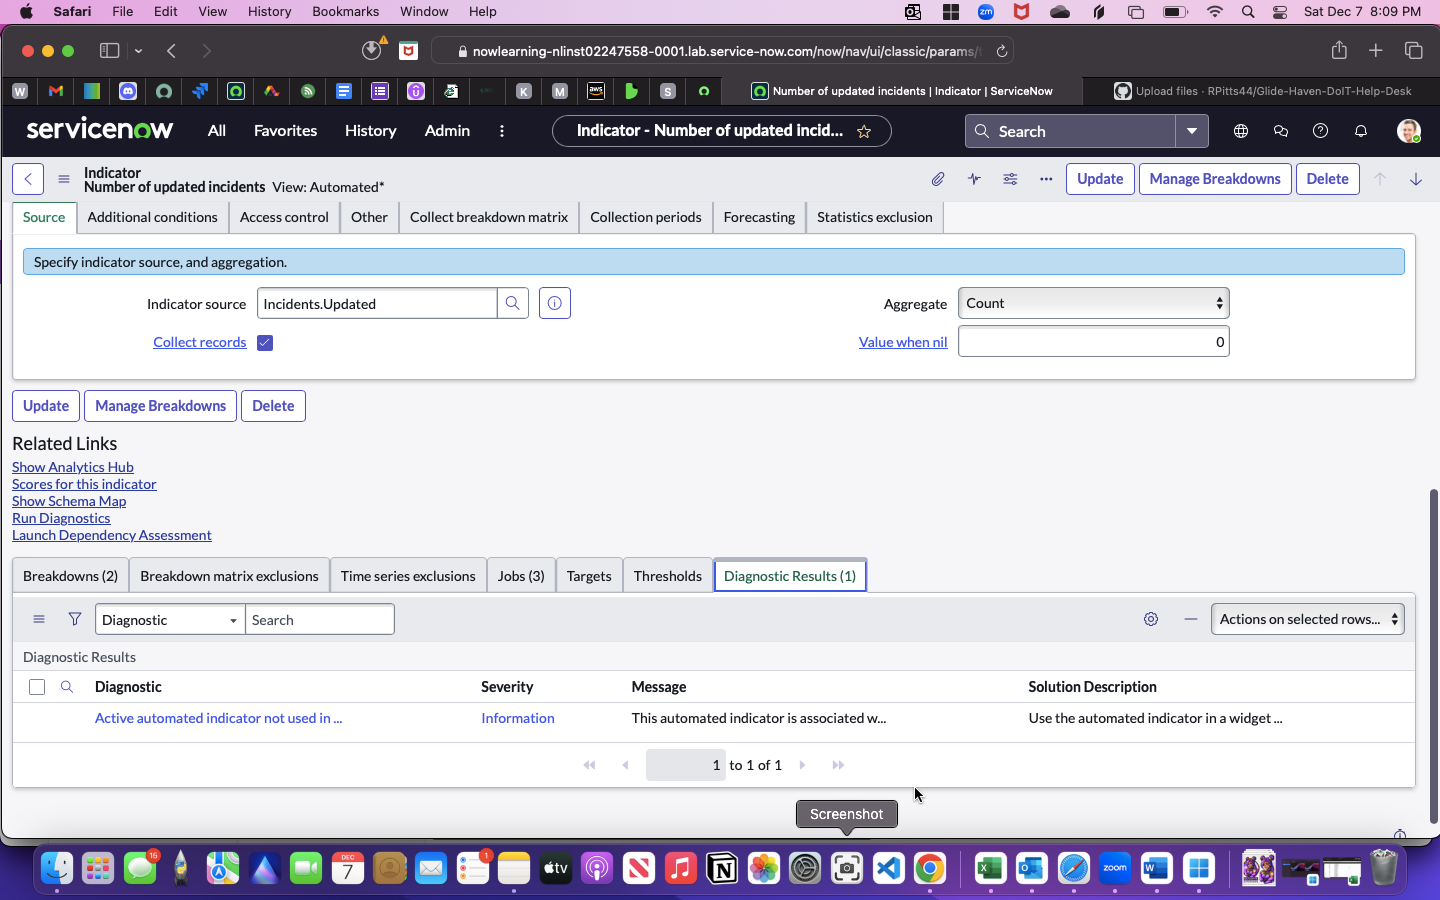 Safari File Edit View History Bookmarks Window Help
zm
Sat Dec 7 8:09 PM
nowlearning-nlinst02247558-0001.lab.service-now.com/now/nav/ui/classic/params/
W
K
M
aws
S
Number of updated incidents | Indicator | ServiceNow
Upload files · RPitts44/Glide-Haven-DoIT-Help-Desk
servicenow
All Favorites History Admin
Indicator - Number of updated incid...
Search
Indicator
Number of updated incidents View: Automated*
Update Manage Breakdowns Delete
Source Additional conditions Access control Other Collect breakdown matrix Collection periods Forecasting Statistics exclusion
Specify indicator source, and aggregation.
Indicator source Incidents.Updated Aggregate Count
Collect records Value when nil 0
Update Manage Breakdowns Delete
Related Links
Show Analytics Hub
Scores for this indicator
Show Schema Map
Run Diagnostics
Launch Dependency Assessment
Breakdowns (2) Breakdown matrix exclusions Time series exclusions Jobs (3) Targets Thresholds Diagnostic Results (1)
Diagnostic Search Actions on selected rows...
Diagnostic Results
Diagnostic Severity Message Solution Description
Active automated indicator not used in ... Information This automated indicator is associated w... Use the automated indicator in a widget ...
1 to 1 of 1
Screenshot
16
DEC
7
1
tv
zoom